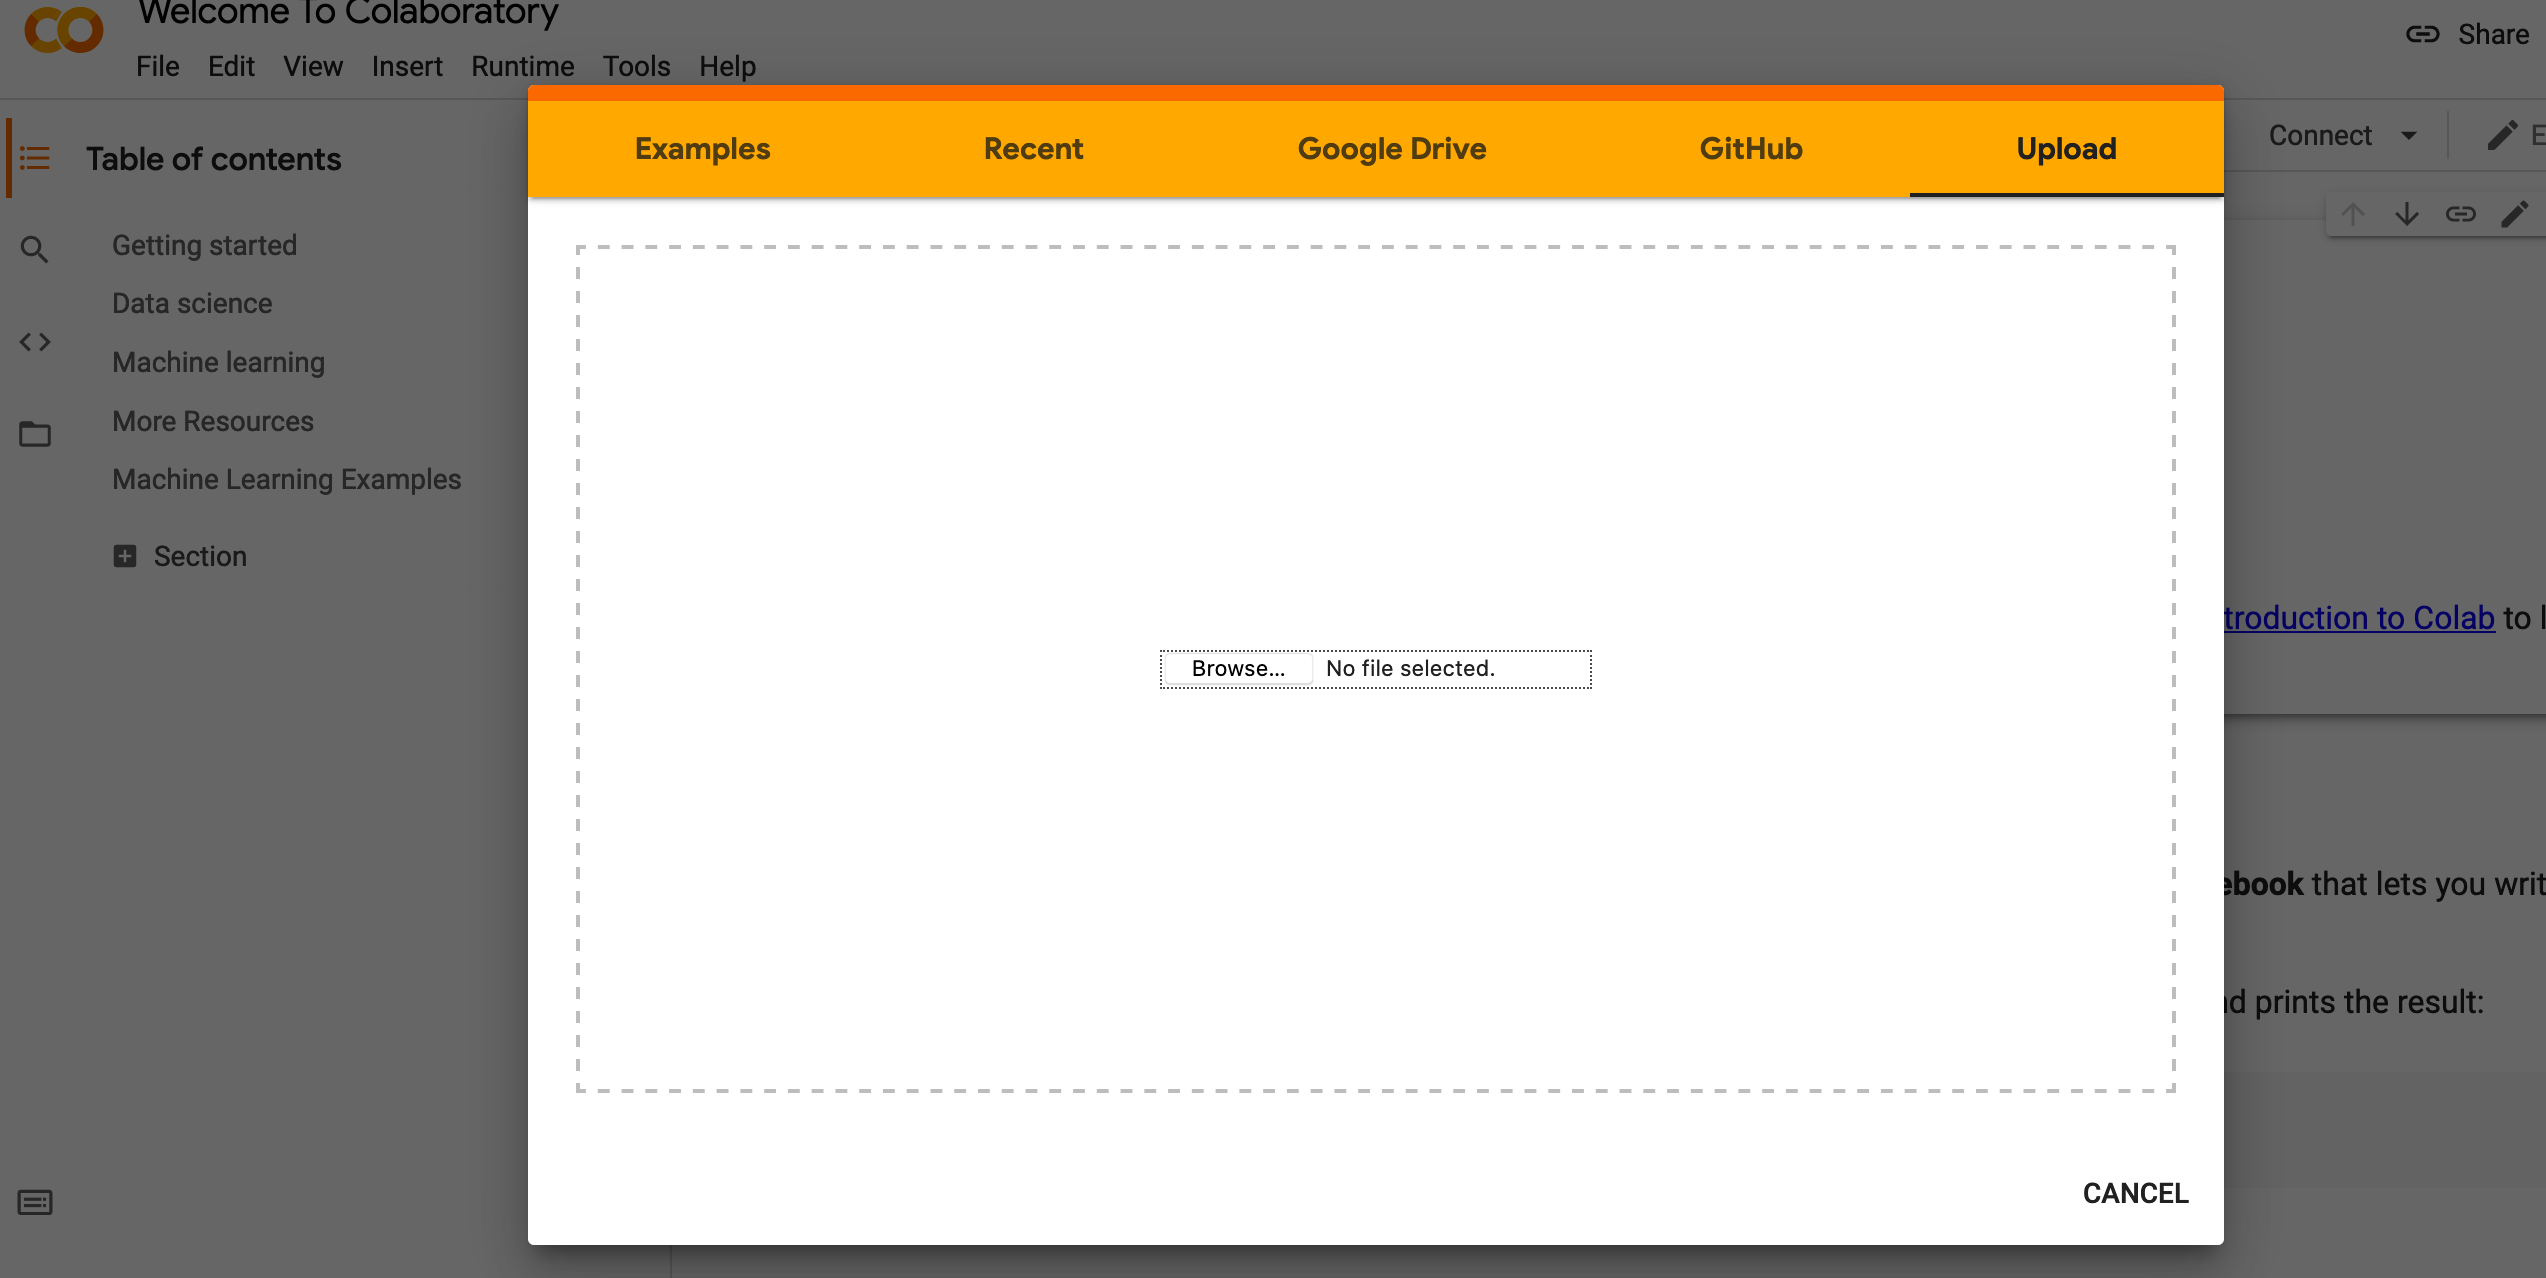 Welcome To Colaboratory
File Edit View Insert Runtime Tools Help
Share
Examples Recent Google Drive GitHub Upload
Connect
Table of contents
Getting started
Data science
Machine learning
More Resources
Machine Learning Examples
Section
Browse... No file selected.
troduction to Colab to l
ebook that lets you writ
nd prints the result:
CANCEL